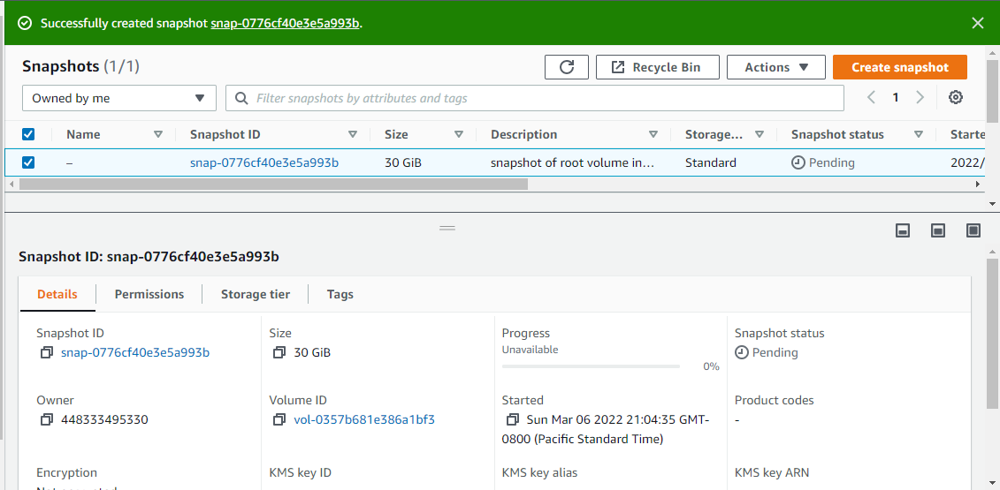 Successfully created snapshot snap-0776cf40e3e5a993b.
Snapshots (1/1)
Recycle Bin
Actions
Create snapshot
Owned by me
Filter snapshots by attributes and tags
1
Name Snapshot ID Size Description Storage... Snapshot status Starte
– snap-0776cf40e3e5a993b 30 GiB snapshot of root volume in... Standard Pending 2022/
Snapshot ID: snap-0776cf40e3e5a993b
Details Permissions Storage tier Tags
Snapshot ID Size Progress Snapshot status
snap-0776cf40e3e5a993b 30 GiB Unavailable Pending
0%
Owner Volume ID Started Product codes
448333495330 vol-0357b681e386a1bf3 Sun Mar 06 2022 21:04:35 GMT- -
0800 (Pacific Standard Time)
Encryption KMS key ID KMS key alias KMS key ARN